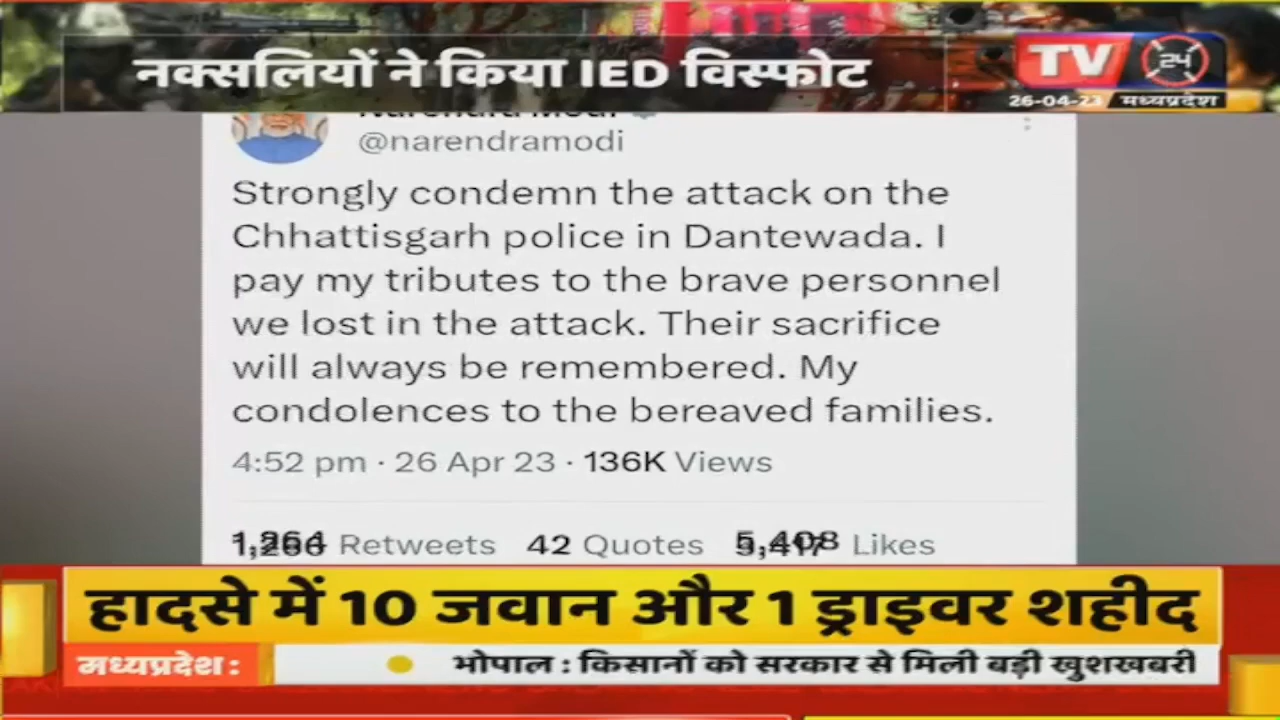 नक्सलियों ने किया IED विस्फोट
TV 24
26-04-23 मध्यप्रदेश
Narendra Modi
@narendramodi
Strongly condemn the attack on the
Chhattisgarh police in Dantewada. I
pay my tributes to the brave personnel
we lost in the attack. Their sacrifice
will always be remembered. My
condolences to the bereaved families.
4:52 pm · 26 Apr 23 · 136K Views
Retweets 42 Quotes Likes
हादसे में 10 जवान और 1 ड्राइवर शहीद
मध्यप्रदेश :
भोपाल : किसानों को सरकार से मिली बड़ी खुशखबरी